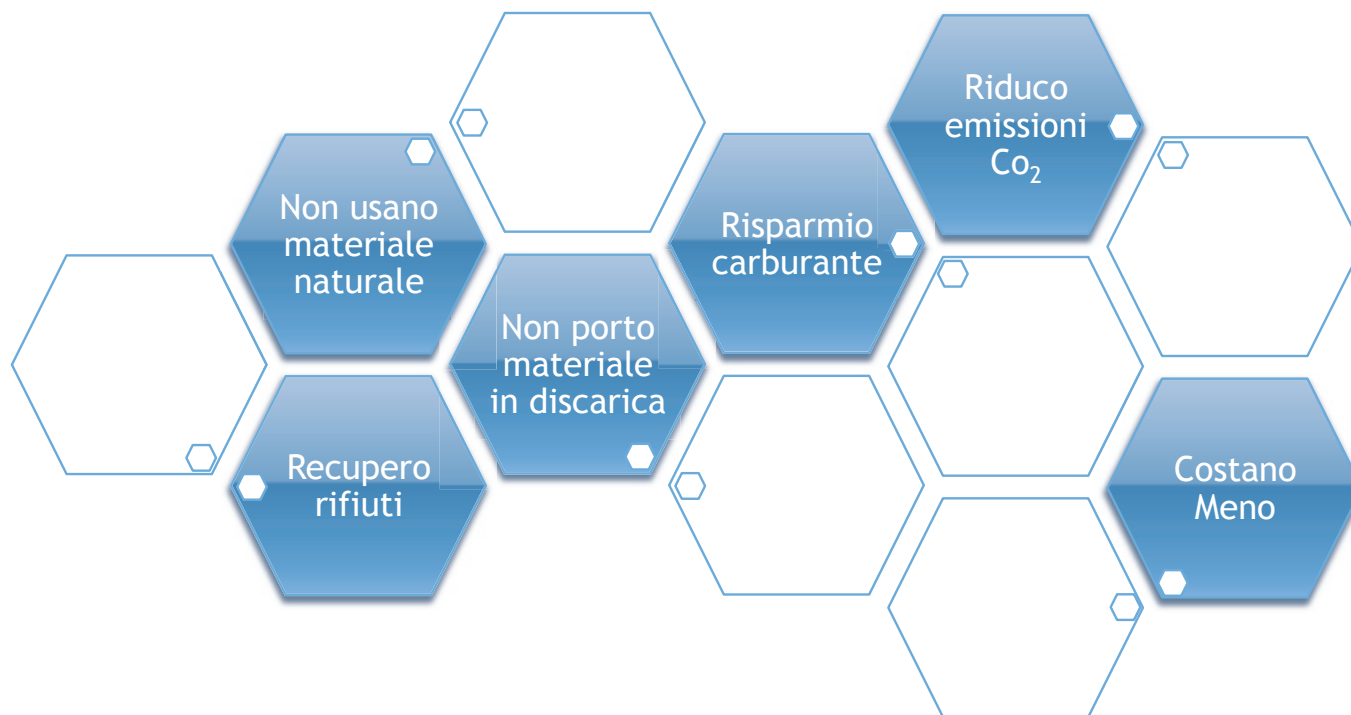 Non usano
materiale
naturale
Recupero
rifiuti
Non porto
materiale
in discarica
Risparmio
carburante
Riduco
emissioni
Co₂
Costano
Meno